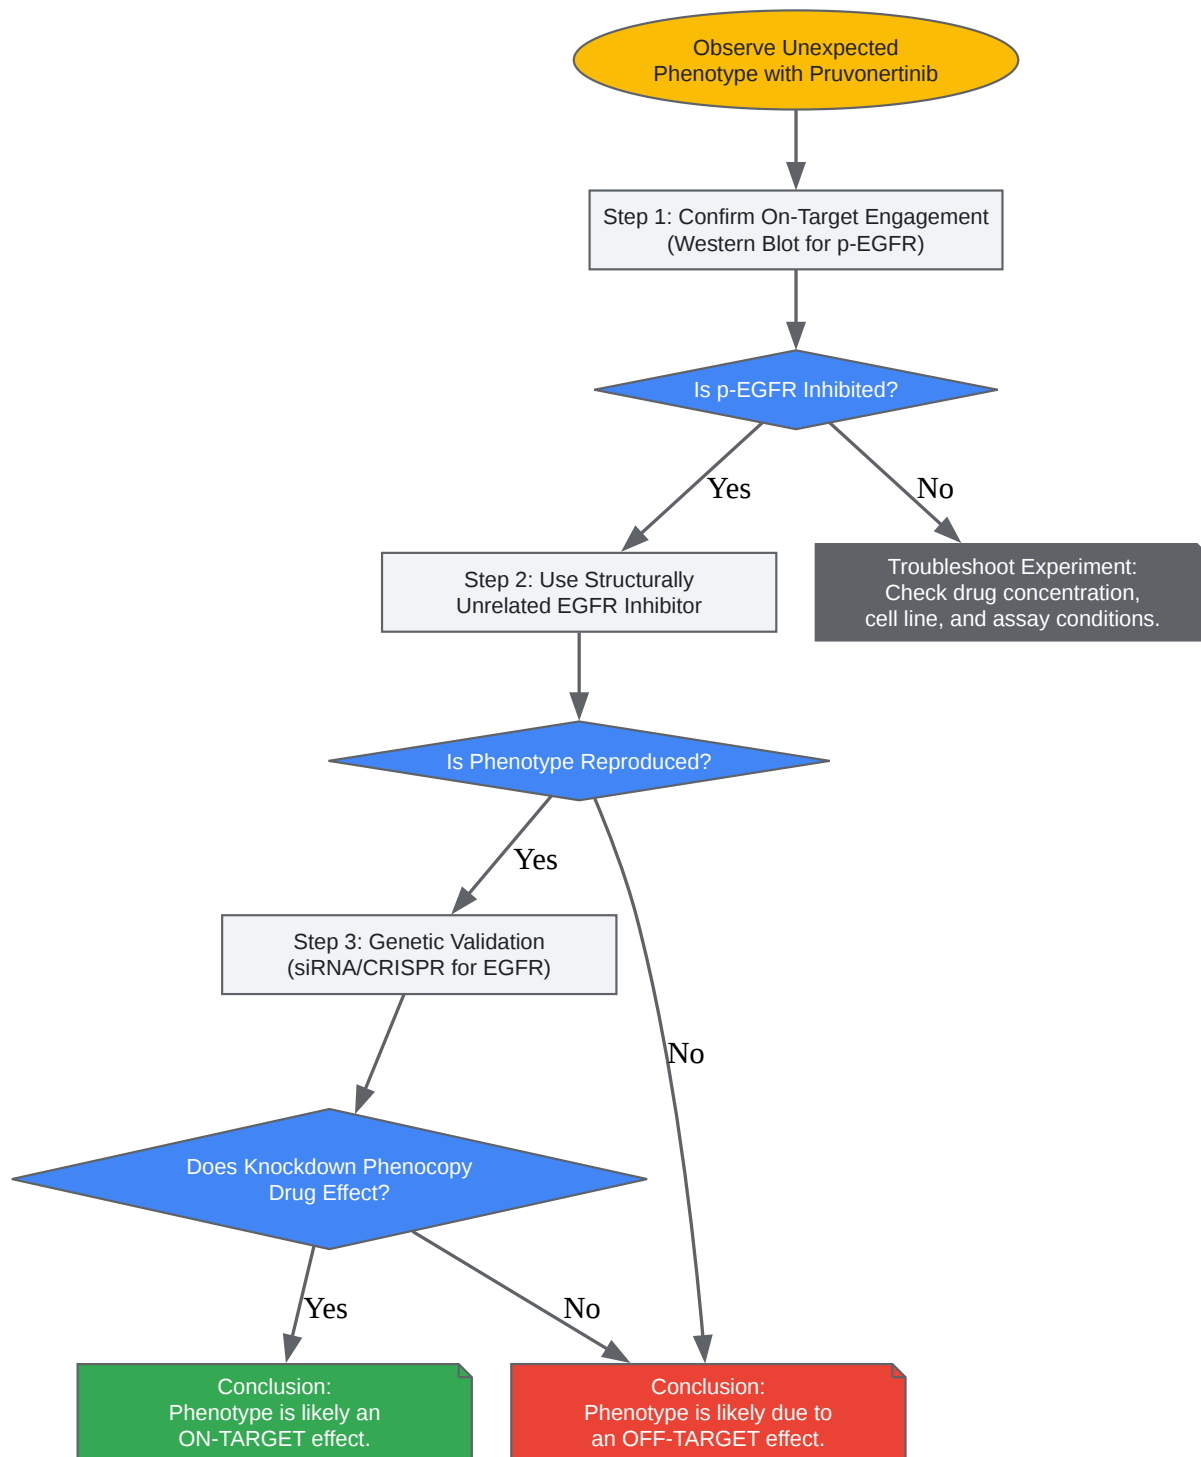 Observe Unexpected
Phenotype with Pruvonertinib
Step 1: Confirm On-Target Engagement
(Western Blot for p-EGFR)
Is p-EGFR Inhibited?
Yes
No
Step 2: Use Structurally
Unrelated EGFR Inhibitor
Troubleshoot Experiment:
Check drug concentration,
cell line, and assay conditions.
Is Phenotype Reproduced?
Yes
Step 3: Genetic Validation
(siRNA/CRISPR for EGFR)
No
Does Knockdown Phenocopy
Drug Effect?
Yes
No
Conclusion:
Phenotype is likely an
ON-TARGET effect.
Conclusion:
Phenotype is likely due to
an OFF-TARGET effect.